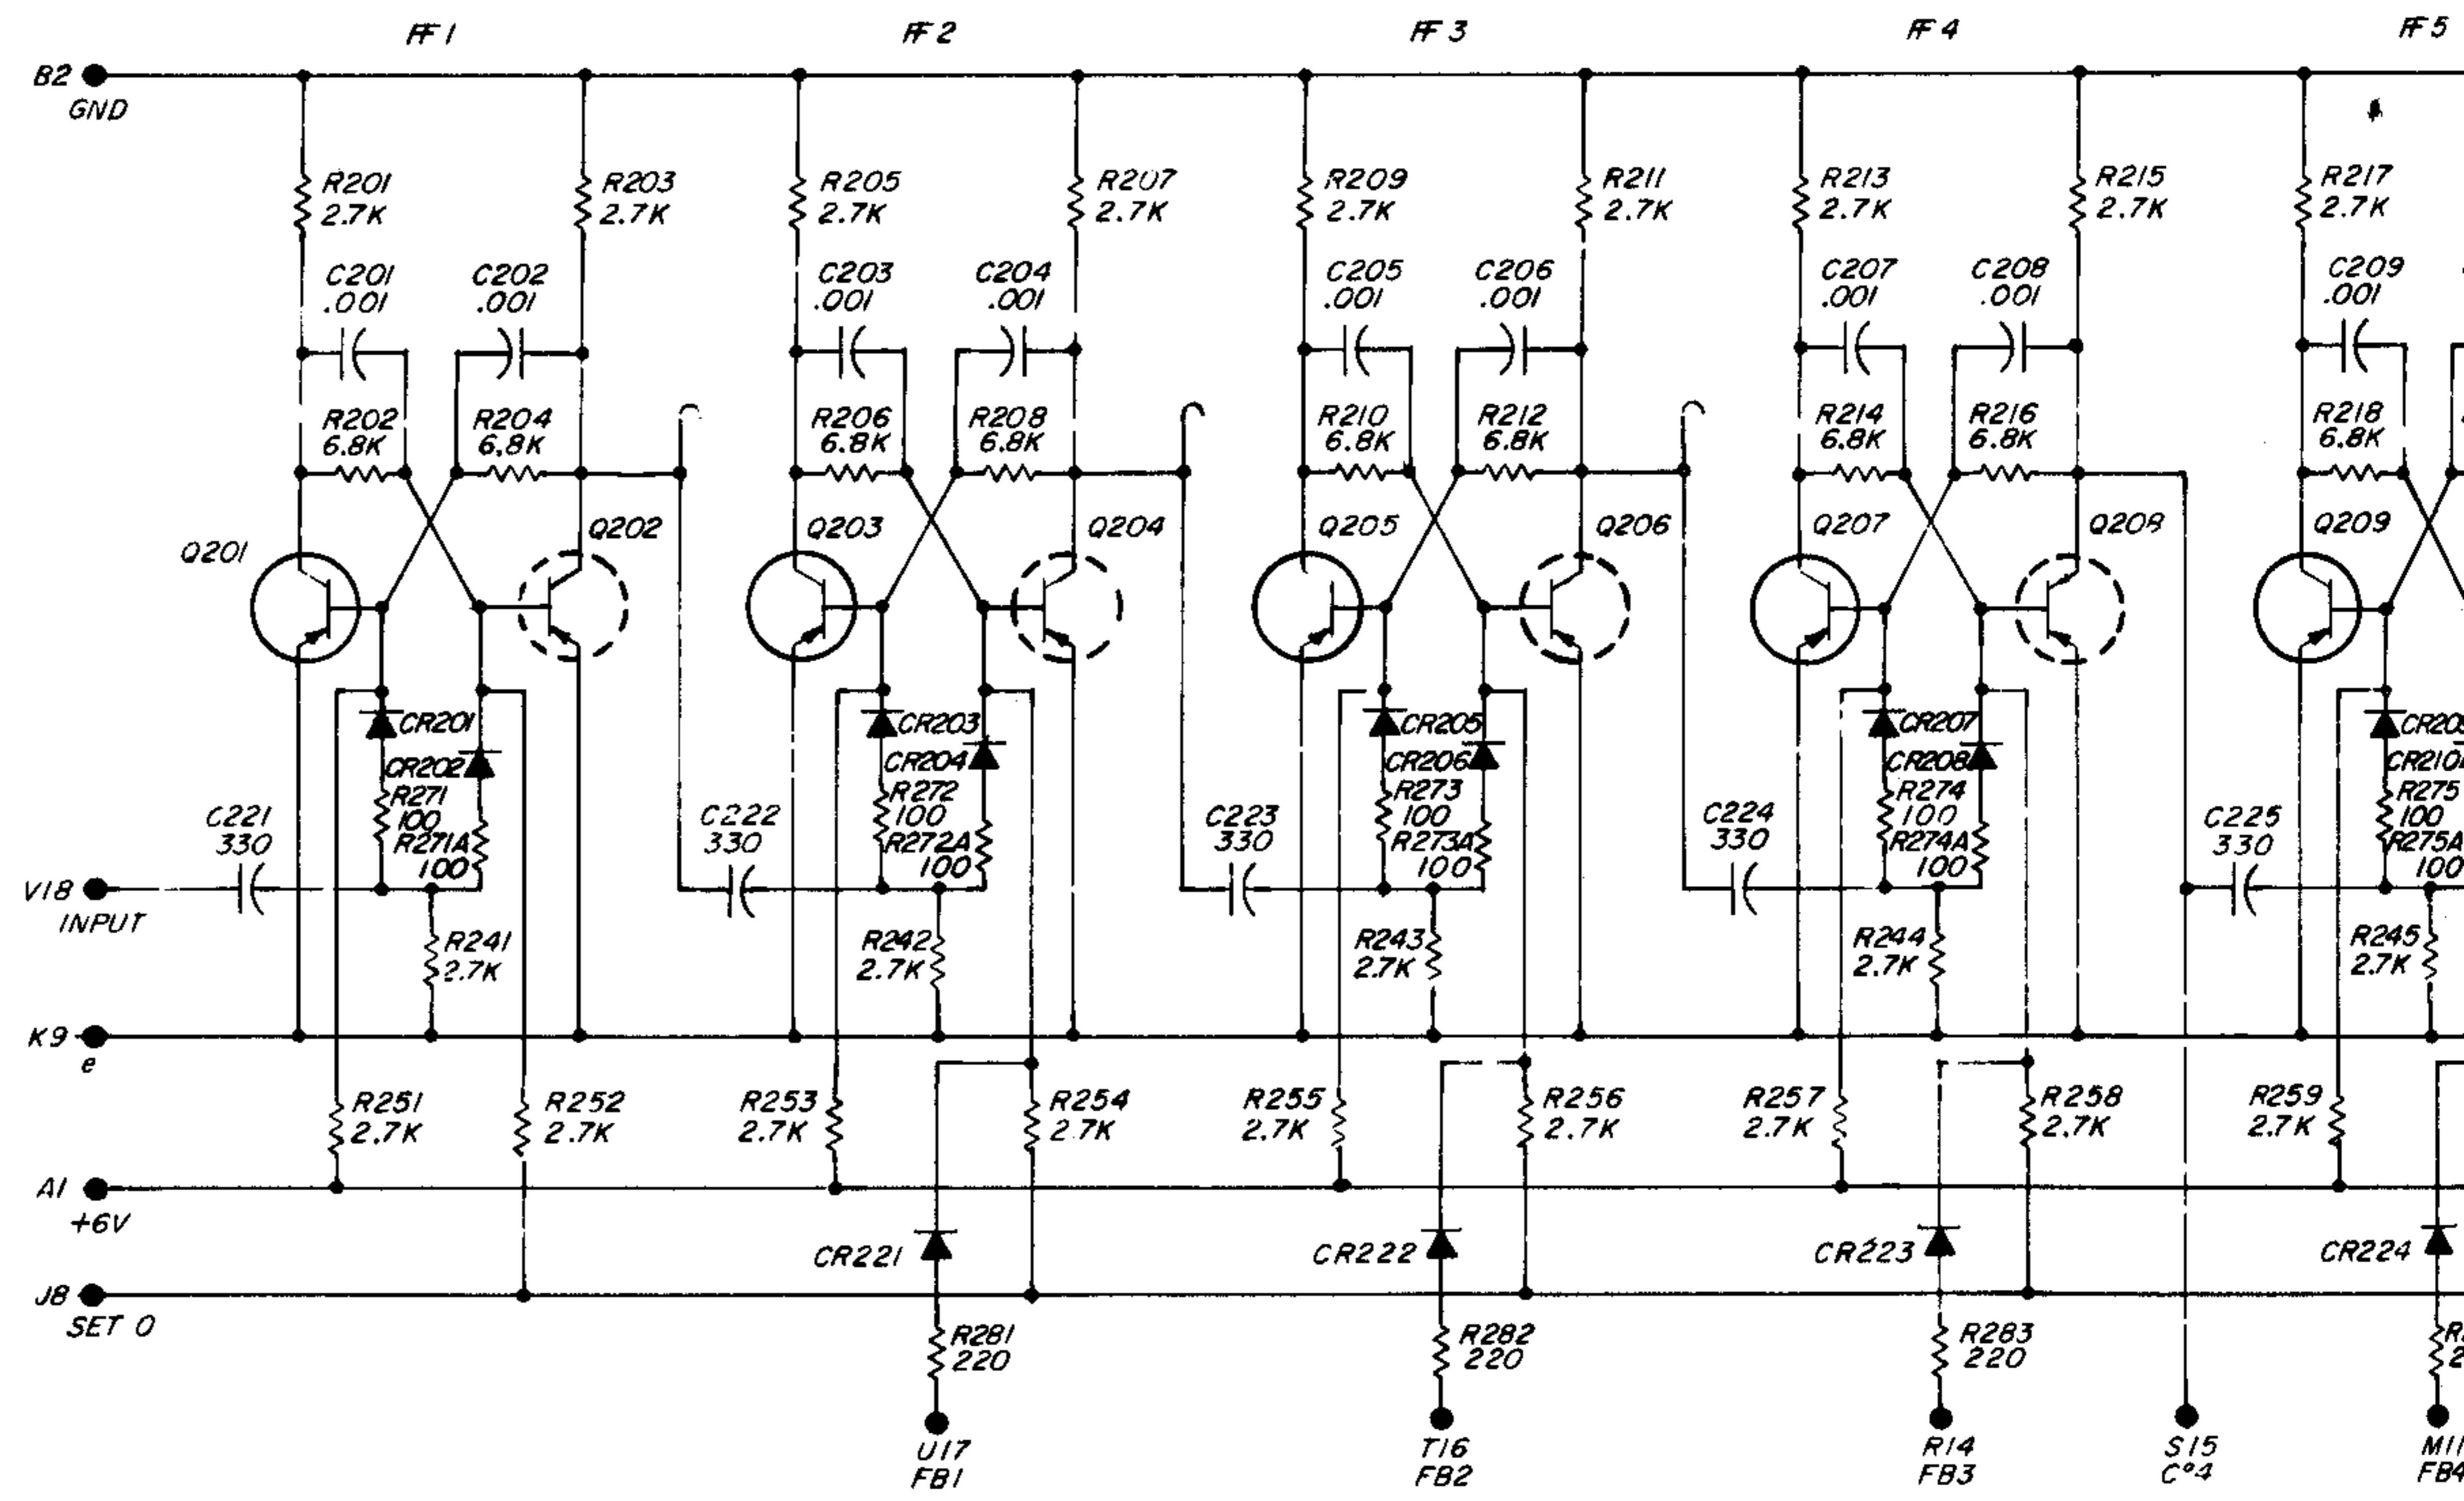 FF 1
FF 2
FF 3
FF 4
FF 5
B2
GND
R201
2.7K
R203
2.7K
R205
2.7K
R207
2.7K
R209
2.7K
R211
2.7K
R213
2.7K
R215
2.7K
R217
2.7K
C201
.001
C202
.001
C203
.001
C204
.001
C205
.001
C206
.001
C207
.001
C208
.001
C209
.001
R202
6.8K
R204
6.8K
R206
6.8K
R208
6.8K
R210
6.8K
R212
6.8K
R214
6.8K
R216
6.8K
R218
6.8K
Q201
Q202
Q203
Q204
Q205
Q206
Q207
Q208
Q209
CR201
CR202
R271
100
R271A
100
CR203
CR204
R272
100
R272A
100
CR205
CR206
R273
100
R273A
100
CR207
CR208
R274
100
R274A
100
CR209
CR210
R275
100
R275A
100
C221
330
C222
330
C223
330
C224
330
C225
330
V18
INPUT
R241
2.7K
R242
2.7K
R243
2.7K
R244
2.7K
R245
2.7K
K9
e
R251
2.7K
R252
2.7K
R253
2.7K
R254
2.7K
R255
2.7K
R256
2.7K
R257
2.7K
R258
2.7K
R259
2.7K
A1
+6V
CR221
CR222
CR223
CR224
J8
SET 0
R281
220
R282
220
R283
220
U17
FB1
T16
FB2
R14
FB3
S15
C°4
M11
FB4